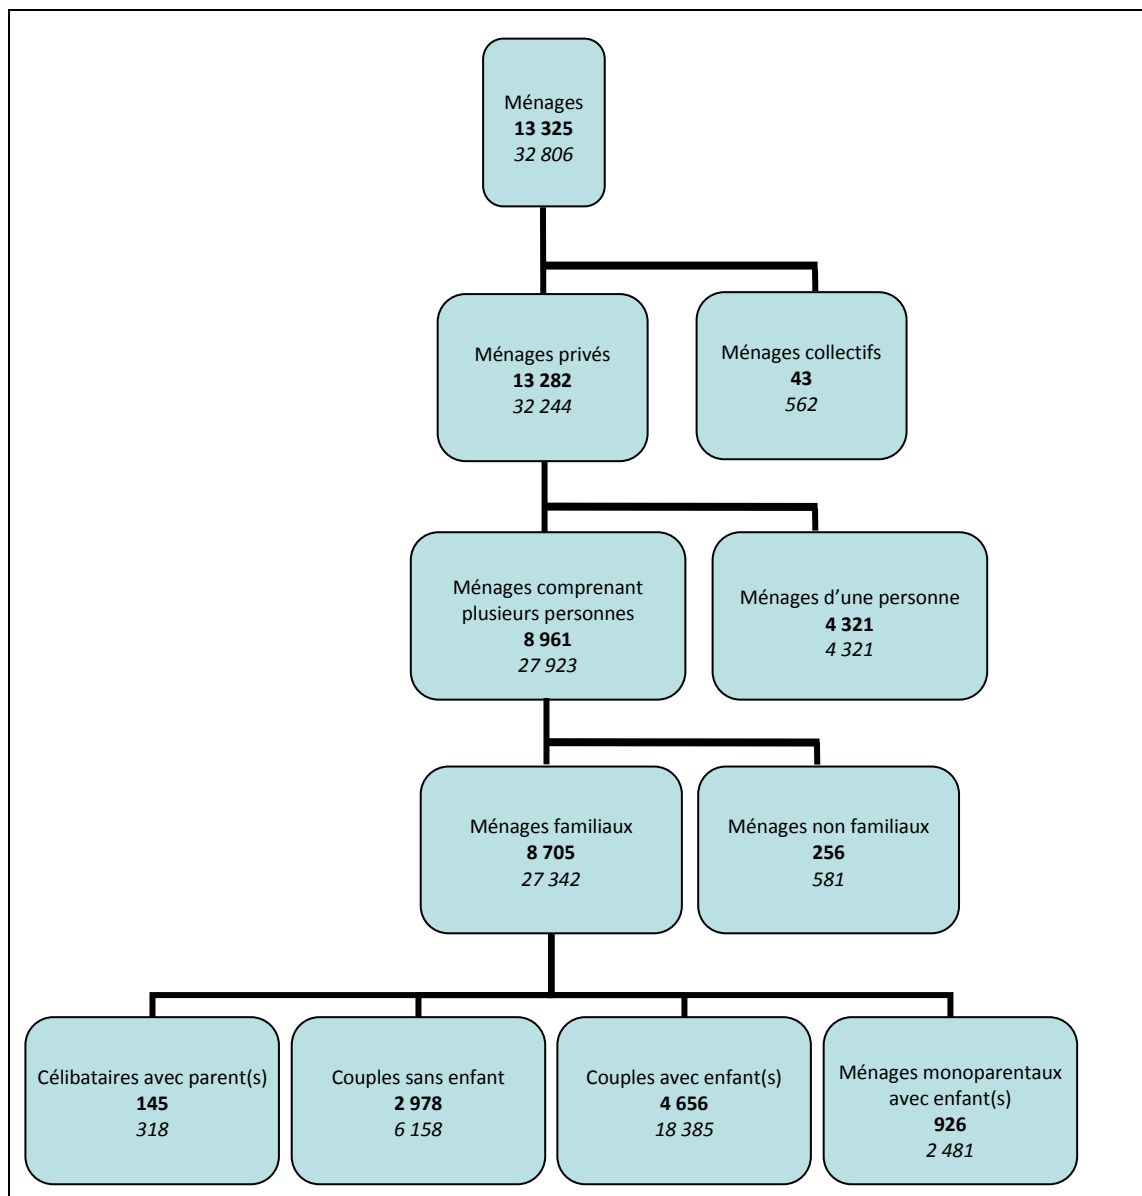 Ménages
13 325
32 806
Ménages privés
13 282
32 244
Ménages collectifs
43
562
Ménages comprenant
plusieurs personnes
8 961
27 923
Ménages d’une personne
4 321
4 321
Ménages familiaux
8 705
27 342
Ménages non familiaux
256
581
Célibataires avec parent(s)
145
318
Couples sans enfant
2 978
6 158
Couples avec enfant(s)
4 656
18 385
Ménages monoparentaux
avec enfant(s)
926
2 481